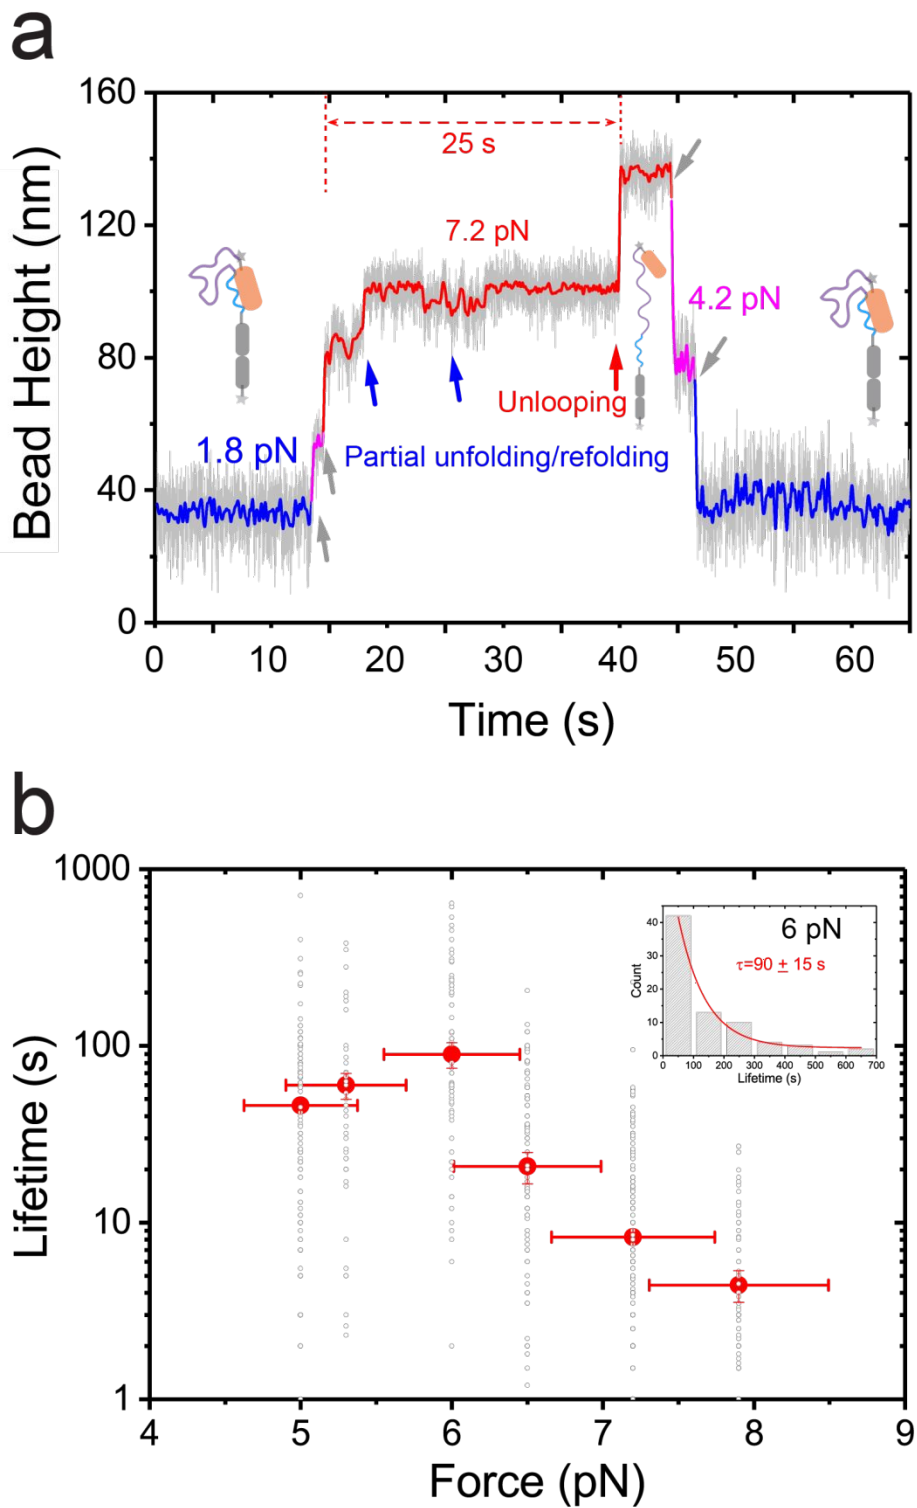 a
Bead Height (nm)
160
120
80
40
0
25 s
7.2 pN
4.2 pN
Unlooping
1.8 pN
Partial unfolding/refolding
0 10 20 30 40 50 60
Time (s)
b
Lifetime (s)
1000
100
10
1
6 pN
τ=90 ± 15 s
Count
40
30
20
10
0
0 100 200 300 400 500 600 700
Lifetime (s)
4 5 6 7 8 9
Force (pN)